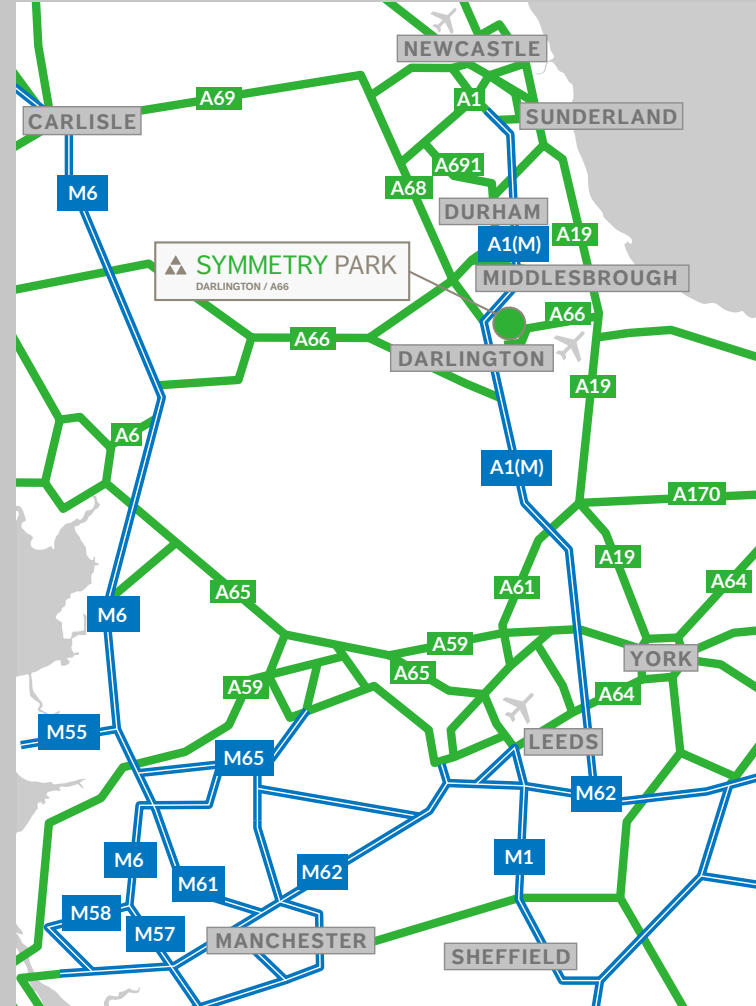 NEWCASTLE
A69
A1
CARLISLE
SUNDERLAND
A691
M6
A68
DURHAM
A1(M)
A19
SYMMETRY PARK
DARLINGTON / A66
MIDDLESBROUGH
A66
A66
DARLINGTON
A19
A6
A1(M)
A170
A19
A65
A61
A64
M6
A59
YORK
A65
A59
A64
M55
LEEDS
M65
M62
M6
M1
M61
M62
M58
M57
MANCHESTER
SHEFFIELD